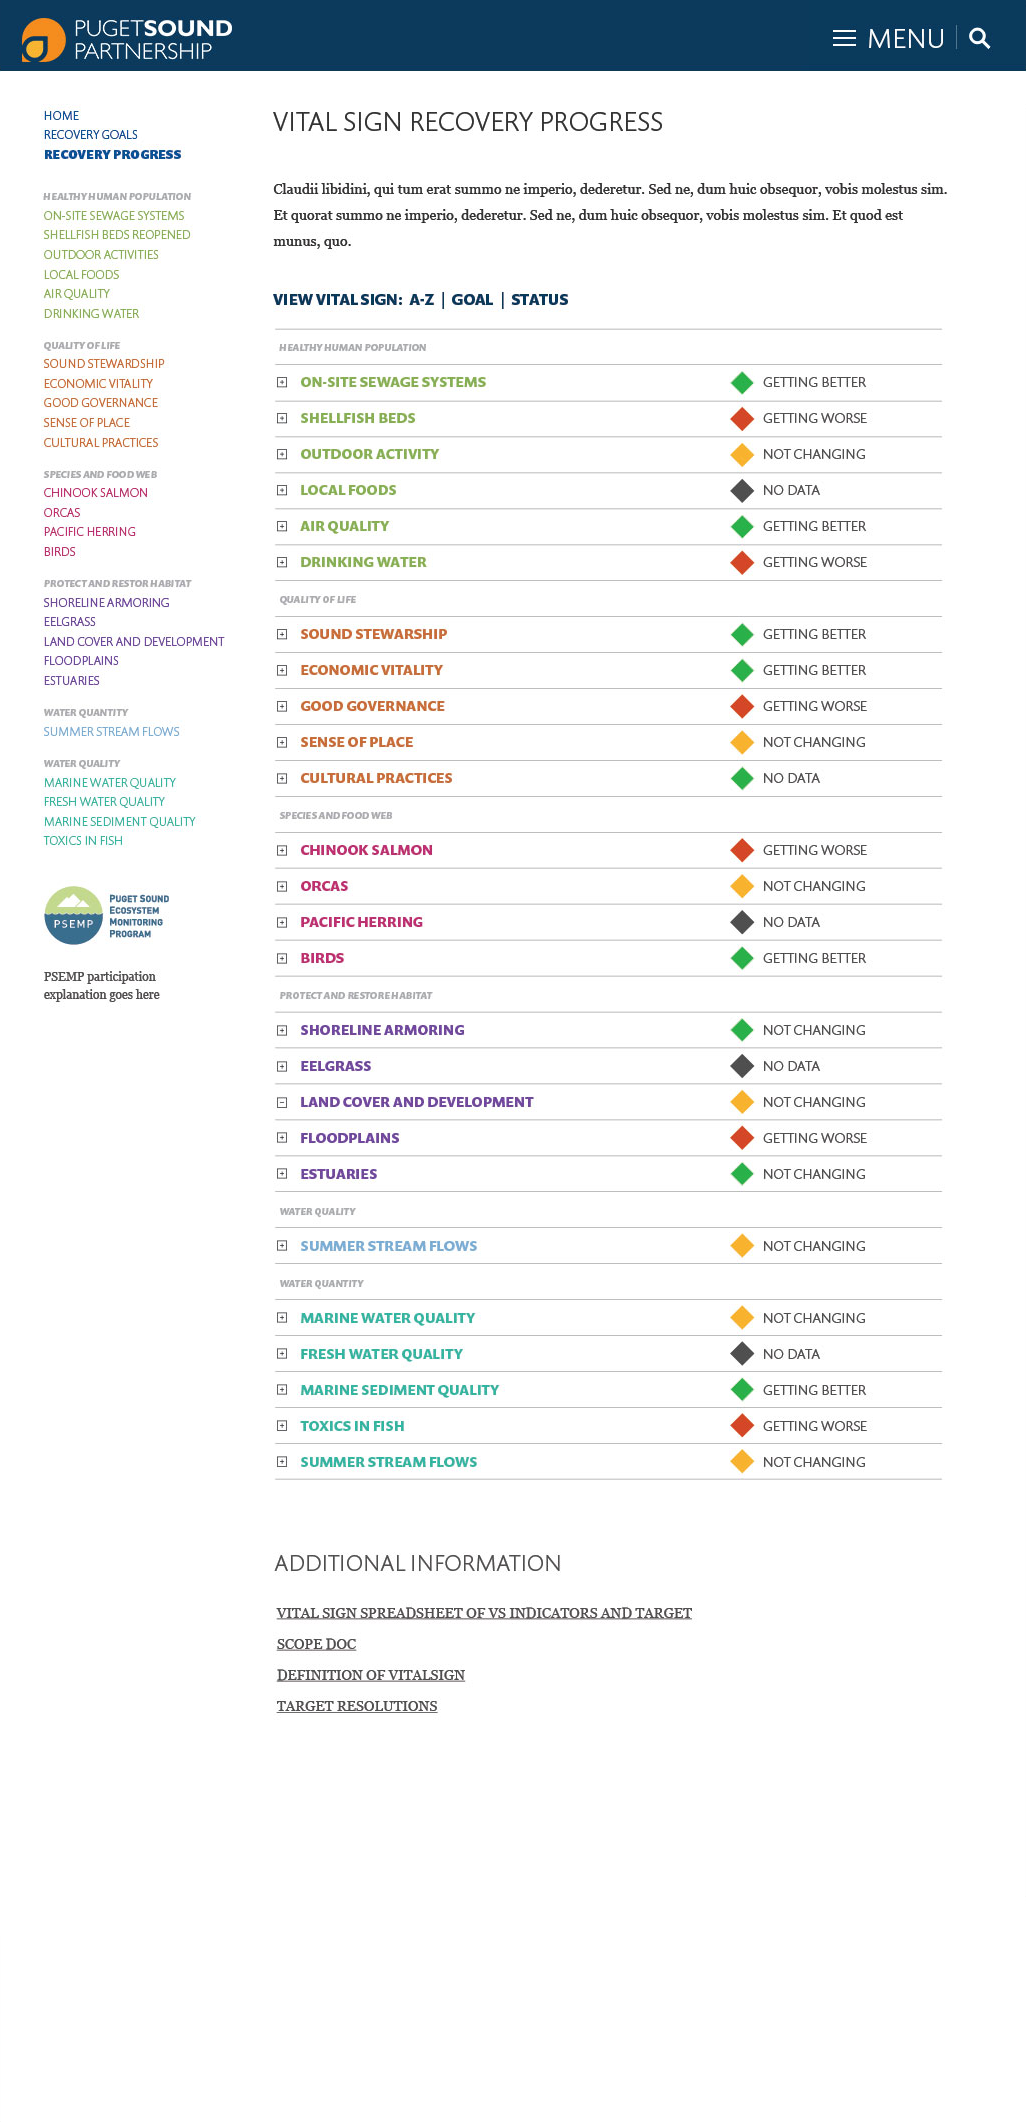 PUGETSOUND
PARTNERSHIP
MENU
HOME
RECOVERY GOALS
RECOVERY PROGRESS
HEALTHY HUMAN POPULATION
ON-SITE SEWAGE SYSTEMS
SHELLFISH BEDS REOPENED
OUTDOOR ACTIVITIES
LOCAL FOODS
AIR QUALITY
DRINKING WATER
QUALITY OF LIFE
SOUND STEWARDSHIP
ECONOMIC VITALITY
GOOD GOVERNANCE
SENSE OF PLACE
CULTURAL PRACTICES
SPECIES AND FOOD WEB
CHINOOK SALMON
ORCAS
PACIFIC HERRING
BIRDS
PROTECT AND RESTOR HABITAT
SHORELINE ARMORING
EELGRASS
LAND COVER AND DEVELOPMENT
FLOODPLAINS
ESTUARIES
WATER QUANTITY
SUMMER STREAM FLOWS
WATER QUALITY
MARINE WATER QUALITY
FRESH WATER QUALITY
MARINE SEDIMENT QUALITY
TOXICS IN FISH
PSEMP
PUGET SOUND
ECOSYSTEM
MONITORING
PROGRAM
PSEMP participation
explanation goes here
VITAL SIGN RECOVERY PROGRESS
Claudii libidini, qui tum erat summo ne imperio, dederetur. Sed ne, dum huic obsequor, vobis molestus sim.
Et quorat summo ne imperio, dederetur. Sed ne, dum huic obsequor, vobis molestus sim. Et quod est
munus, quo.
VIEW VITAL SIGN: A-Z | GOAL | STATUS
HEALTHY HUMAN POPULATION
ON-SITE SEWAGE SYSTEMS GETTING BETTER
SHELLFISH BEDS GETTING WORSE
OUTDOOR ACTIVITY NOT CHANGING
LOCAL FOODS NO DATA
AIR QUALITY GETTING BETTER
DRINKING WATER GETTING WORSE
QUALITY OF LIFE
SOUND STEWARSHIP GETTING BETTER
ECONOMIC VITALITY GETTING BETTER
GOOD GOVERNANCE GETTING WORSE
SENSE OF PLACE NOT CHANGING
CULTURAL PRACTICES NO DATA
SPECIES AND FOOD WEB
CHINOOK SALMON GETTING WORSE
ORCAS NOT CHANGING
PACIFIC HERRING NO DATA
BIRDS GETTING BETTER
PROTECT AND RESTORE HABITAT
SHORELINE ARMORING NOT CHANGING
EELGRASS NO DATA
LAND COVER AND DEVELOPMENT NOT CHANGING
FLOODPLAINS GETTING WORSE
ESTUARIES NOT CHANGING
WATER QUALITY
SUMMER STREAM FLOWS NOT CHANGING
WATER QUANTITY
MARINE WATER QUALITY NOT CHANGING
FRESH WATER QUALITY NO DATA
MARINE SEDIMENT QUALITY GETTING BETTER
TOXICS IN FISH GETTING WORSE
SUMMER STREAM FLOWS NOT CHANGING
ADDITIONAL INFORMATION
VITAL SIGN SPREADSHEET OF VS INDICATORS AND TARGET
SCOPE DOC
DEFINITION OF VITALSIGN
TARGET RESOLUTIONS